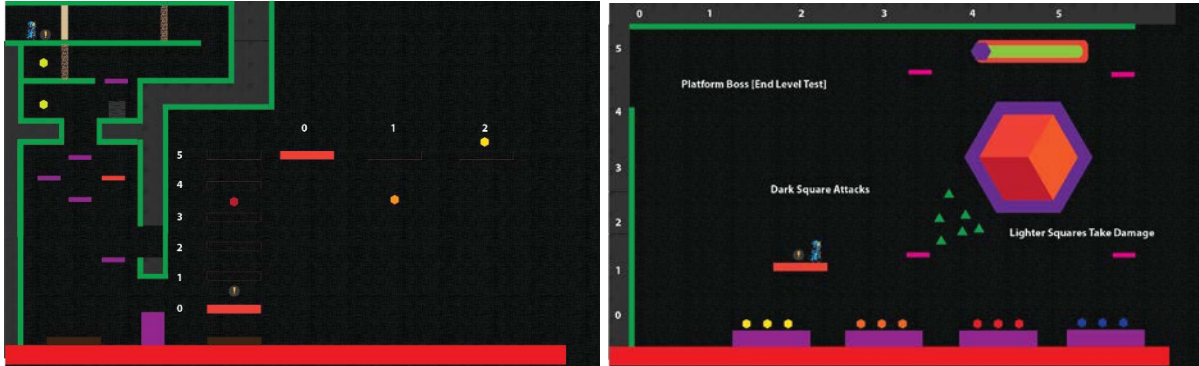 0 1 2
5
4
3
2
1
0
0 1 2 3 4 5
5
4
3
2
1
0
Platform Boss [End Level Test]
Dark Square Attacks
Lighter Squares Take Damage